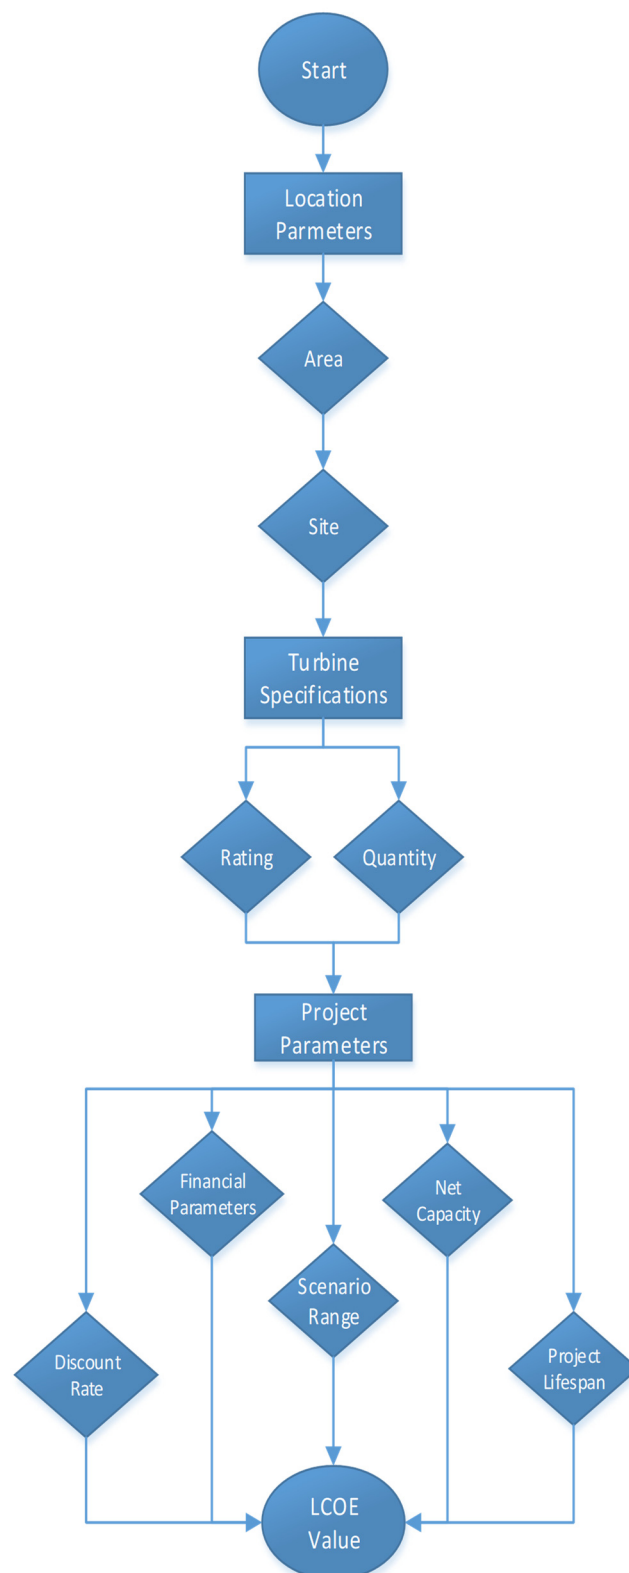 Start
Location
Parmeters
Area
Site
Turbine
Specifications
Rating
Quantity
Project
Parameters
Financial
Parameters
Net
Capacity
Scenario
Range
Discount
Rate
Project
Lifespan
LCOE
Value